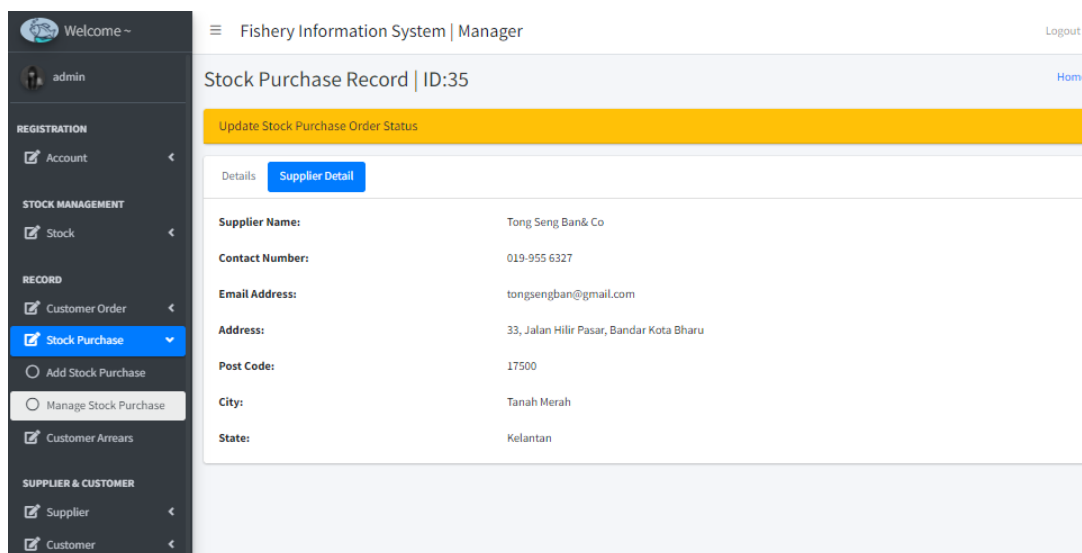 Welcome ~
Fishery Information System | Manager
Logout
admin
Stock Purchase Record | ID:35
Home
REGISTRATION
Account
STOCK MANAGEMENT
Stock
RECORD
Customer Order
Stock Purchase
Add Stock Purchase
Manage Stock Purchase
Customer Arrears
SUPPLIER & CUSTOMER
Supplier
Customer
Update Stock Purchase Order Status
Details Supplier Detail
Supplier Name: Tong Seng Ban& Co
Contact Number: 019-955 6327
Email Address: tongsengban@gmail.com
Address: 33, Jalan Hilir Pasar, Bandar Kota Bharu
Post Code: 17500
City: Tanah Merah
State: Kelantan